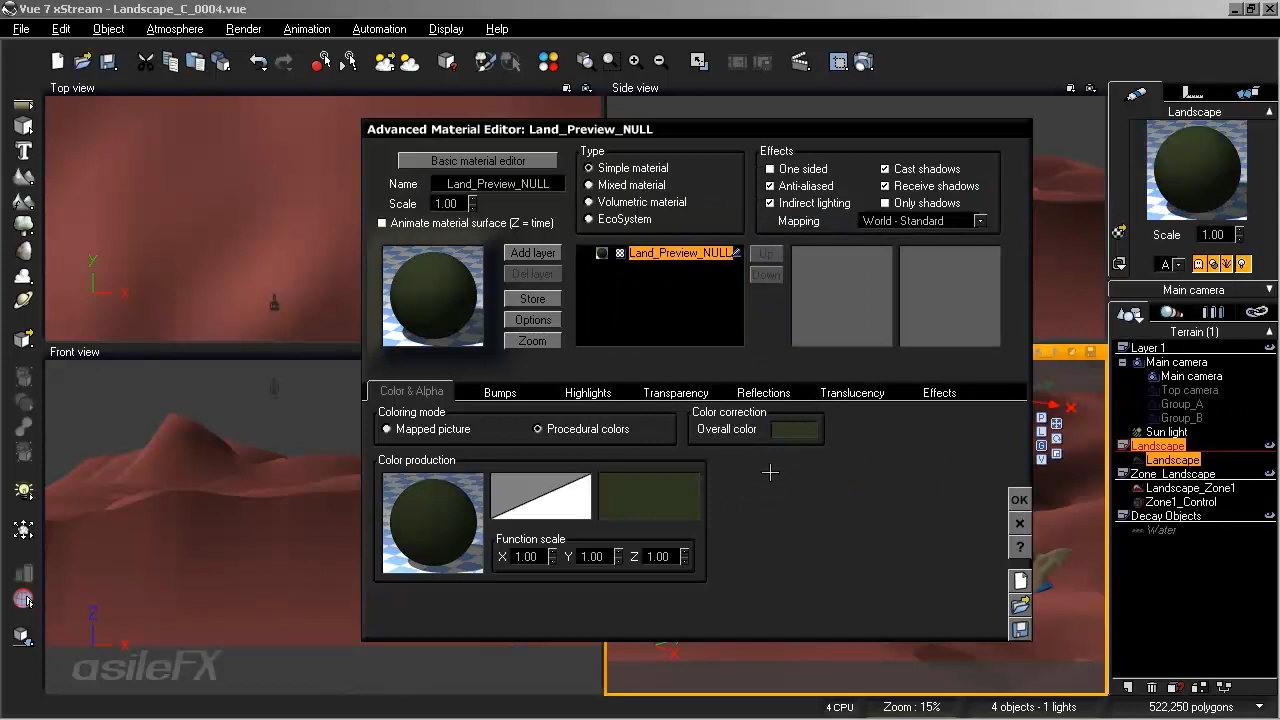 Vue 7 xStream - Landscape_C_0004.vue
File Edit Object Atmosphere Render Animation Automation Display Help
Top view
Side view
Advanced Material Editor: Land_Preview_NULL
Basic material editor
Name Land_Preview_NULL
Scale 1.00
Animate material surface (Z = time)
Type
Simple material
Mixed material
Volumetric material
EcoSystem
Effects
One sided Cast shadows
Anti-aliased Receive shadows
Indirect lighting Only shadows
Mapping World - Standard
Add layer
Del layer
Store
Options
Zoom
Land_Preview_NULL
Up
Down
Color & Alpha Bumps Highlights Transparency Reflections Translucency Effects
Coloring mode
Mapped picture Procedural colors
Color correction
Overall color
Color production
Function scale
X 1.00 Y 1.00 Z 1.00
OK
?
Front view
Y
X
Z
X
X
asileFX
Landscape
Scale 1.00
A
Main camera
Terrain (1)
Layer 1
Main camera
Main camera
Top camera
Group_A
Group_B
Sun light
Landscape
Landscape
Zone_Landscape
Landscape_Zone1
Zone1_Control
Decay Objects
Water
P
L
G
V
4 CPU Zoom : 15% 4 objects - 1 lights 522,250 polygons